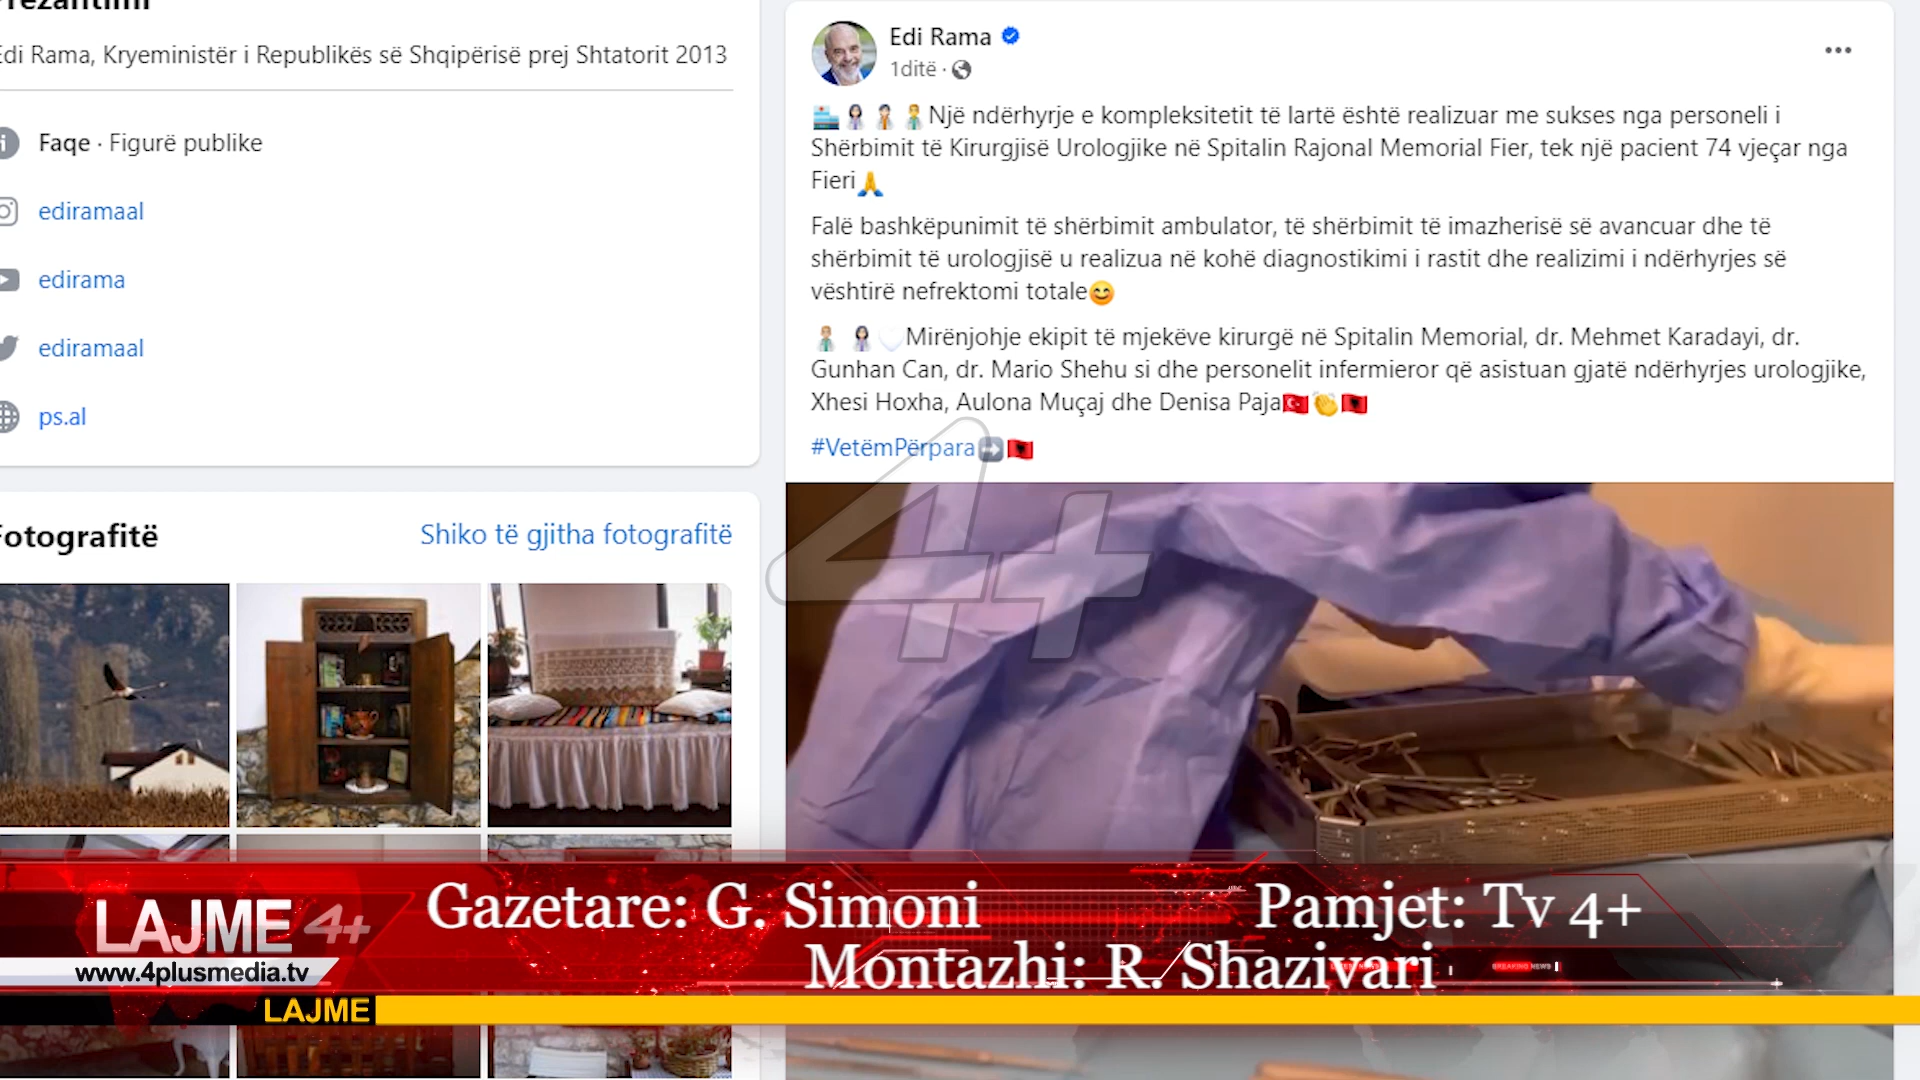 Prezantimi
Edi Rama, Kryeministër i Republikës së Shqipërisë prej Shtatorit 2013
Faqe · Figurë publike
ediramaal
edirama
ediramaal
ps.al
Fotografitë
Shiko të gjitha fotografitë
Edi Rama
1ditë ·
Një ndërhyrje e kompleksitetit të lartë është realizuar me sukses nga personeli i
Shërbimit të Kirurgjisë Urologjike në Spitalin Rajonal Memorial Fier, tek një pacient 74 vjeçar nga
Fieri🙏
Falë bashkëpunimit të shërbimit ambulator, të shërbimit të imazherisë së avancuar dhe të
shërbimit të urologjisë u realizua në kohë diagnostikimi i rastit dhe realizimi i ndërhyrjes së
vështirë nefrektomi totale😊
Mirënjohje ekipit të mjekëve kirurgë në Spitalin Memorial, dr. Mehmet Karadayi, dr.
Gunhan Can, dr. Mario Shehu si dhe personelit infermieror që asistuan gjatë ndërhyrjes urologjike,
Xhesi Hoxha, Aulona Muçaj dhe Denisa Paja🇹🇷👏🇦🇱
#VetëmPërpara➡️🇦🇱
4+
LAJME 4+
www.4plusmedia.tv
LAJME
Gazetare: G. Simoni Pamjet: Tv 4+
Montazhi: R. Shazivari
BREAKING NEWS